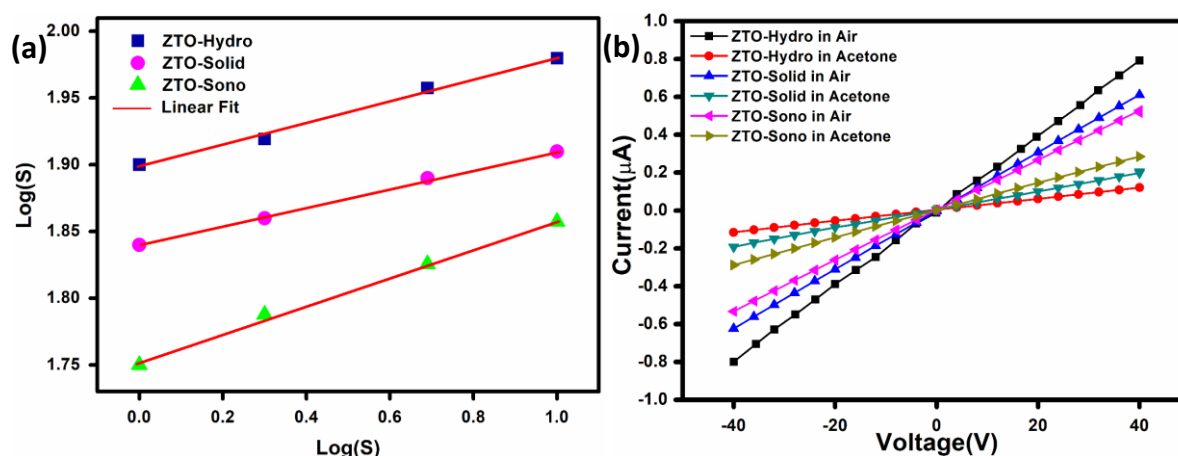 (a)
ZTO-Hydro
ZTO-Solid
ZTO-Sono
Linear Fit
2.00
1.95
1.90
1.85
1.80
1.75
Log(S)
0.0 0.2 0.4 0.6 0.8 1.0
Log(S)
(b)
ZTO-Hydro in Air
ZTO-Hydro in Acetone
ZTO-Solid in Air
ZTO-Solid in Acetone
ZTO-Sono in Air
ZTO-Sono in Acetone
1.0
0.8
0.6
0.4
0.2
0.0
-0.2
-0.4
-0.6
-0.8
-1.0
Current(μA)
-40 -20 0 20 40
Voltage(V)